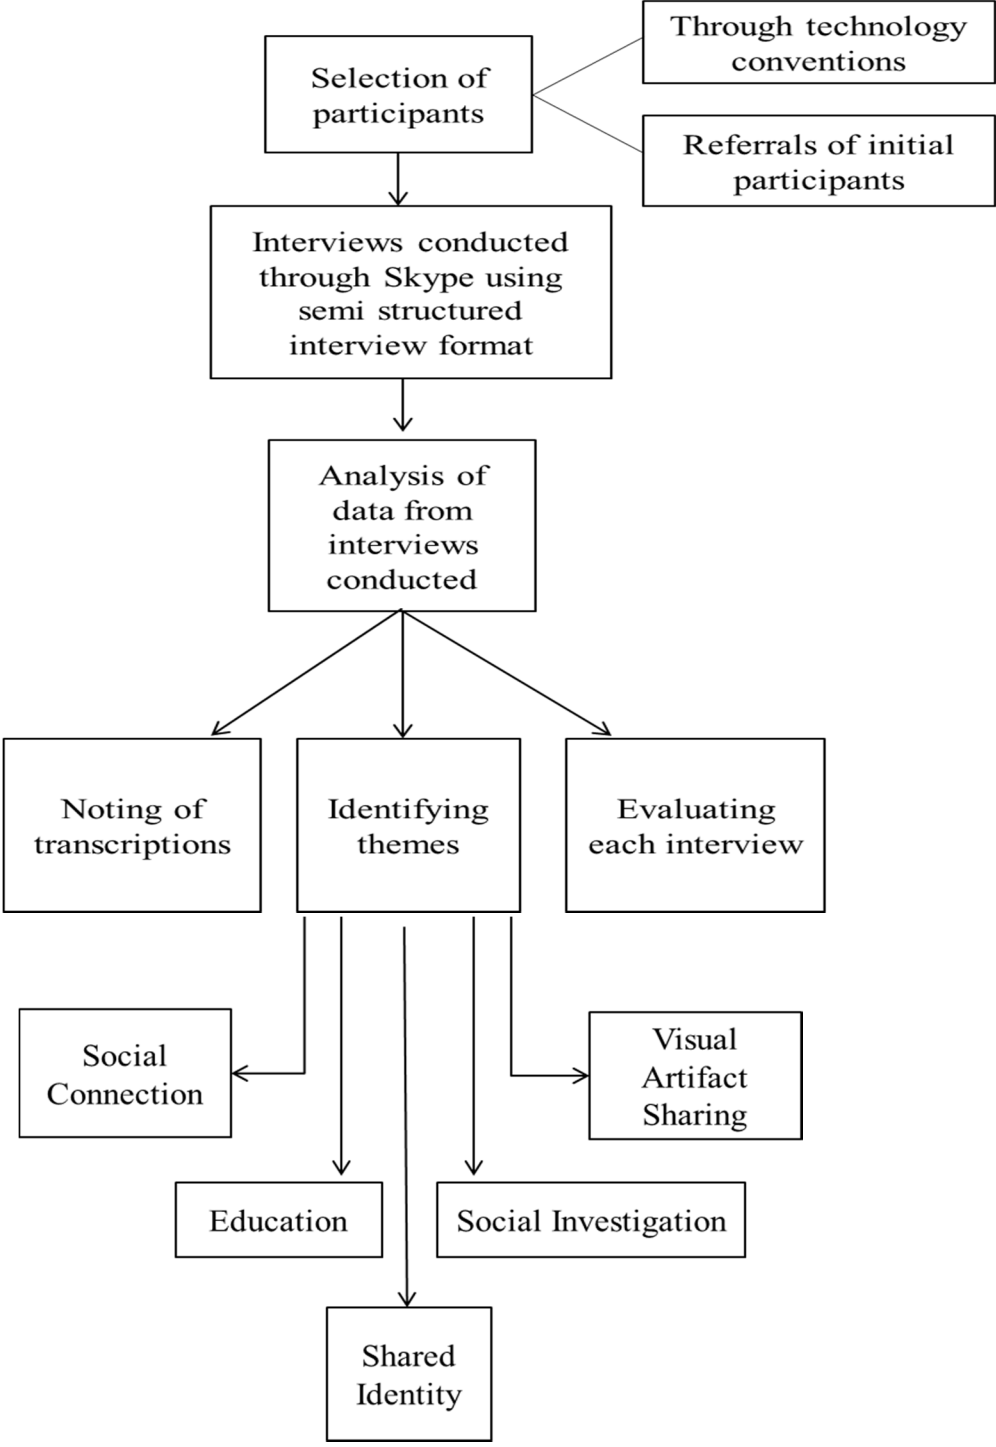 Through technology
conventions
Selection of
participants
Referrals of initial
participants
Interviews conducted
through Skype using
semi structured
interview format
Analysis of
data from
interviews
conducted
Noting of
transcriptions
Identifying
themes
Evaluating
each interview
Social
Connection
Visual
Artifact
Sharing
Education
Social Investigation
Shared
Identity